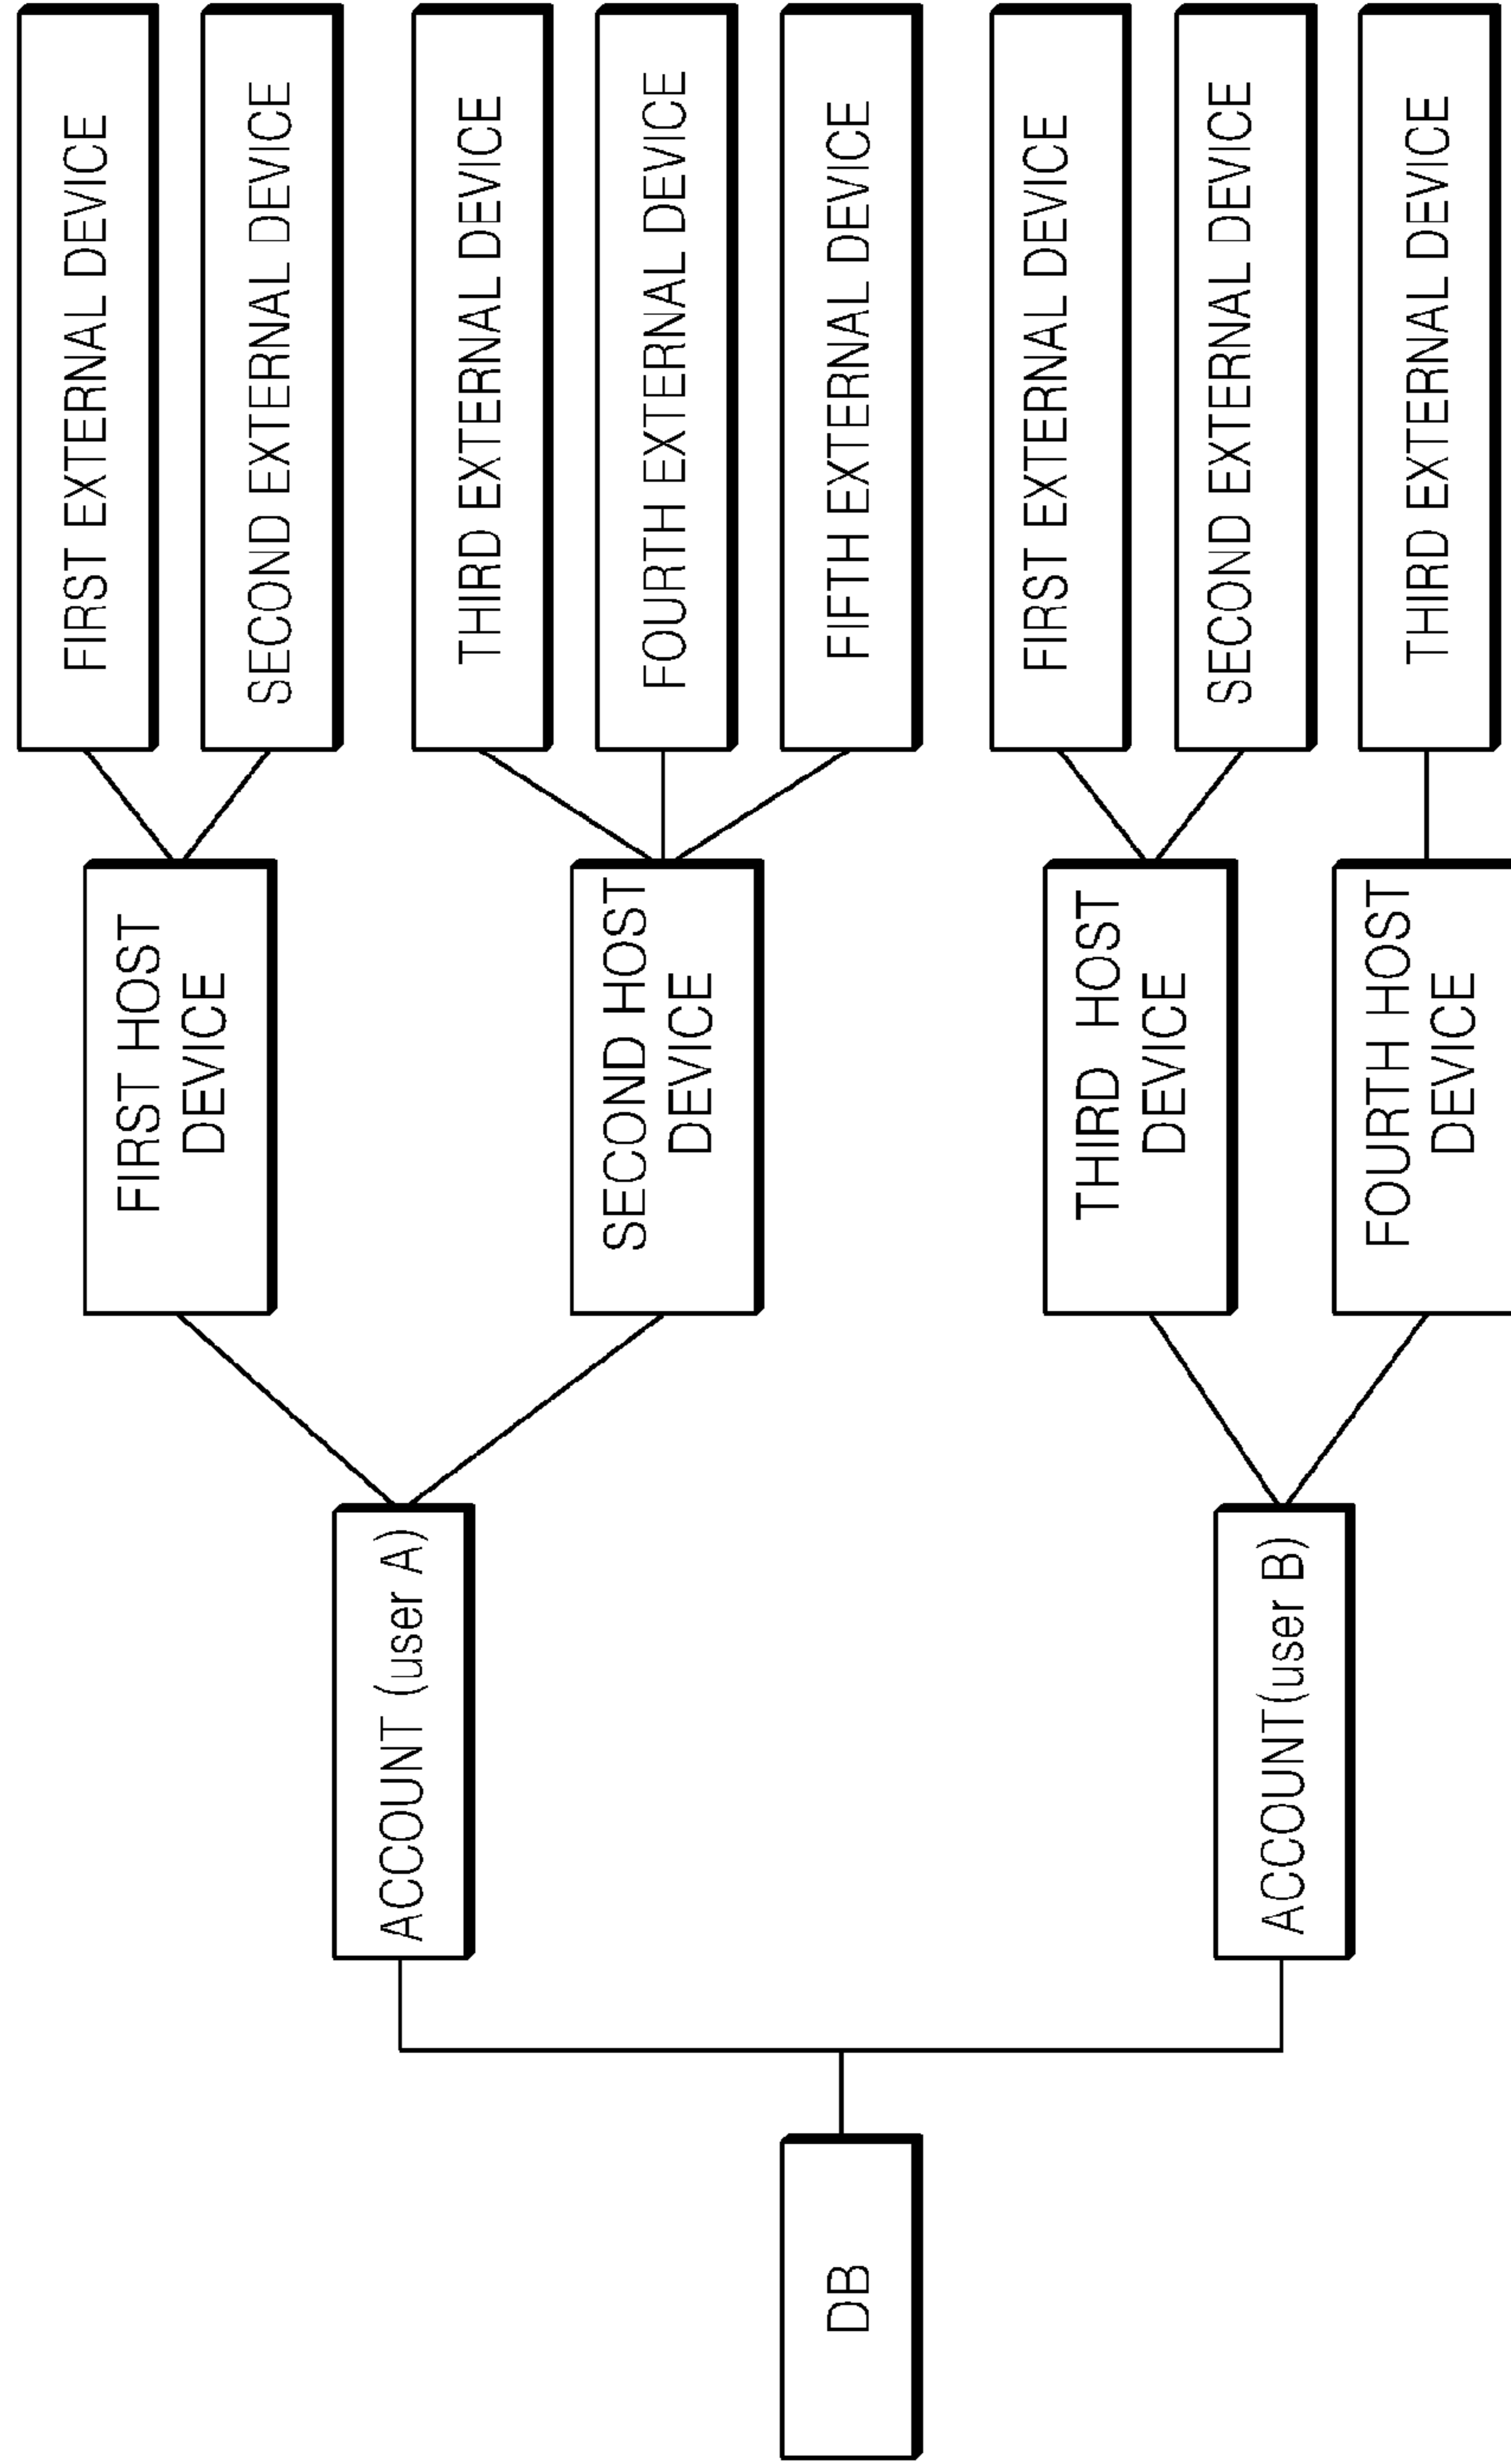 DB
ACCOUNT (user A)
ACCOUNT(user B)
FIRST HOST
DEVICE
SECOND HOST
DEVICE
THIRD HOST
DEVICE
FOURTH HOST
DEVICE
FIRST EXTERNAL DEVICE
SECOND EXTERNAL DEVICE
THIRD EXTERNAL DEVICE
FOURTH EXTERNAL DEVICE
FIFTH EXTERNAL DEVICE
FIRST EXTERNAL DEVICE
SECOND EXTERNAL DEVICE
THIRD EXTERNAL DEVICE